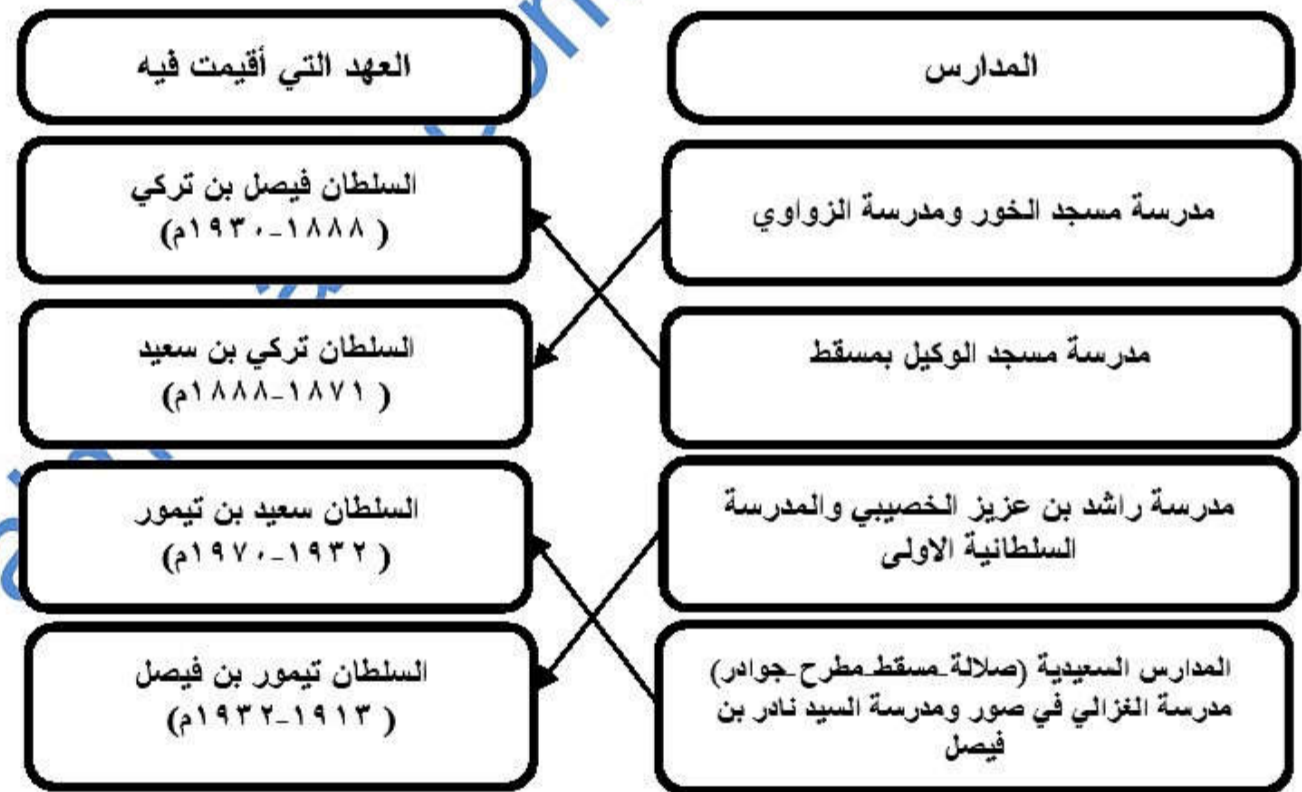 المدارس
العهد التي أقيمت فيه
مدرسة مسجد الخور ومدرسة الزواوي
السلطان فيصل بن تركي
( ١٨٨٨-١٩٣٠م)
مدرسة مسجد الوكيل بمسقط
السلطان تركي بن سعيد
( ١٨٧١-١٨٨٨م)
مدرسة راشد بن عزيز الخصيبي والمدرسة
السلطانية الاولى
السلطان سعيد بن تيمور
( ١٩٣٢-١٩٧٠م)
المدارس السعيدية (صلالة-مسقط-مطرح-جوادر)
مدرسة الغزالي في صور ومدرسة السيد نادر بن
فيصل
السلطان تيمور بن فيصل
( ١٩١٣-١٩٣٢م)